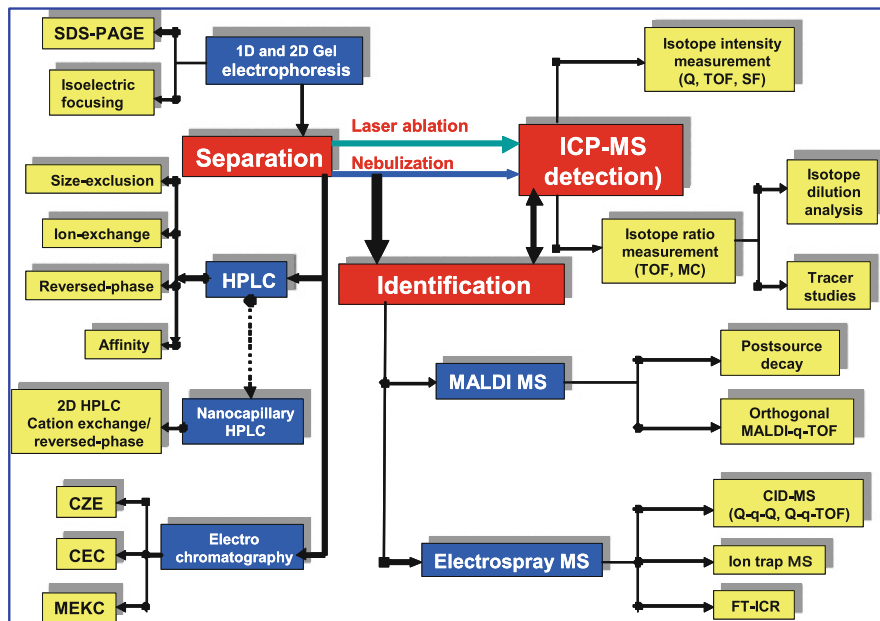 SDS-PAGE
1D and 2D Gel
electrophoresis
Isoelectric
focusing
Isotope intensity
measurement
(Q, TOF, SF)
Laser ablation
Separation
Nebulization
ICP-MS
detection)
Isotope
dilution
analysis
Size-exclusion
Ion-exchange
Isotope ratio
measurement
(TOF, MC)
Reversed-phase
HPLC
Identification
Tracer
studies
Affinity
Postsource
decay
MALDI MS
2D HPLC
Cation exchange/
reversed-phase
Nanocapillary
HPLC
Orthogonal
MALDI-q-TOF
CZE
CID-MS
(Q-q-Q, Q-q-TOF)
Electro
chromatography
CEC
Electrospray MS
Ion trap MS
MEKC
FT-ICR